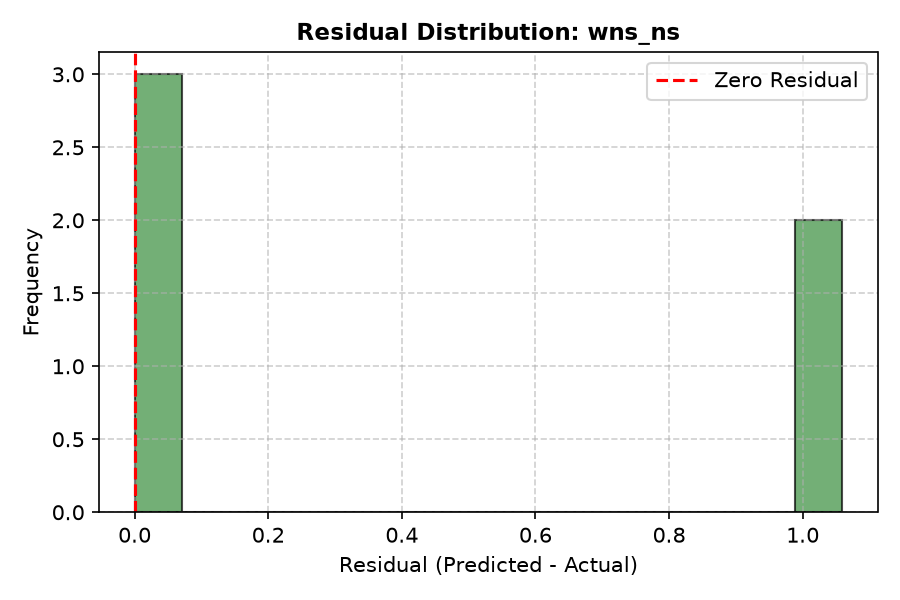 Residual Distribution: wns_ns
Zero Residual
3.0
2.5
2.0
1.5
1.0
0.5
0.0
Frequency
0.0 0.2 0.4 0.6 0.8 1.0
Residual (Predicted - Actual)